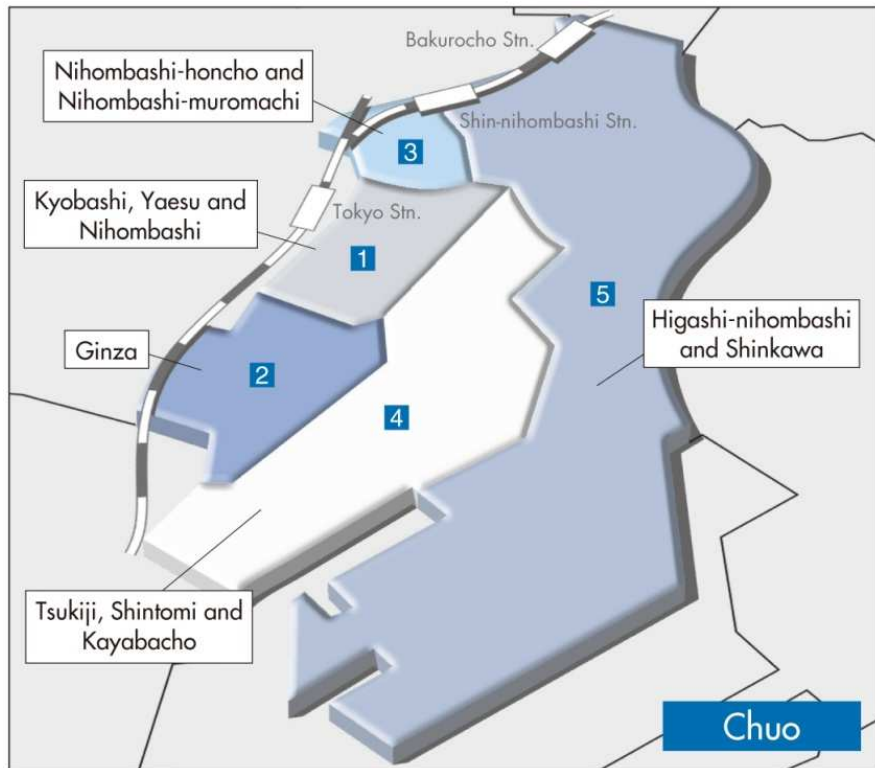 Bakurocho Stn.
Nihombashi-honcho and
Nihombashi-muromachi
Shin-nihombashi Stn.
3
Kyobashi, Yaesu and
Nihombashi
Tokyo Stn.
1
5
Higashi-nihombashi
and Shinkawa
Ginza
2
4
Tsukiji, Shintomi and
Kayabacho
Chuo